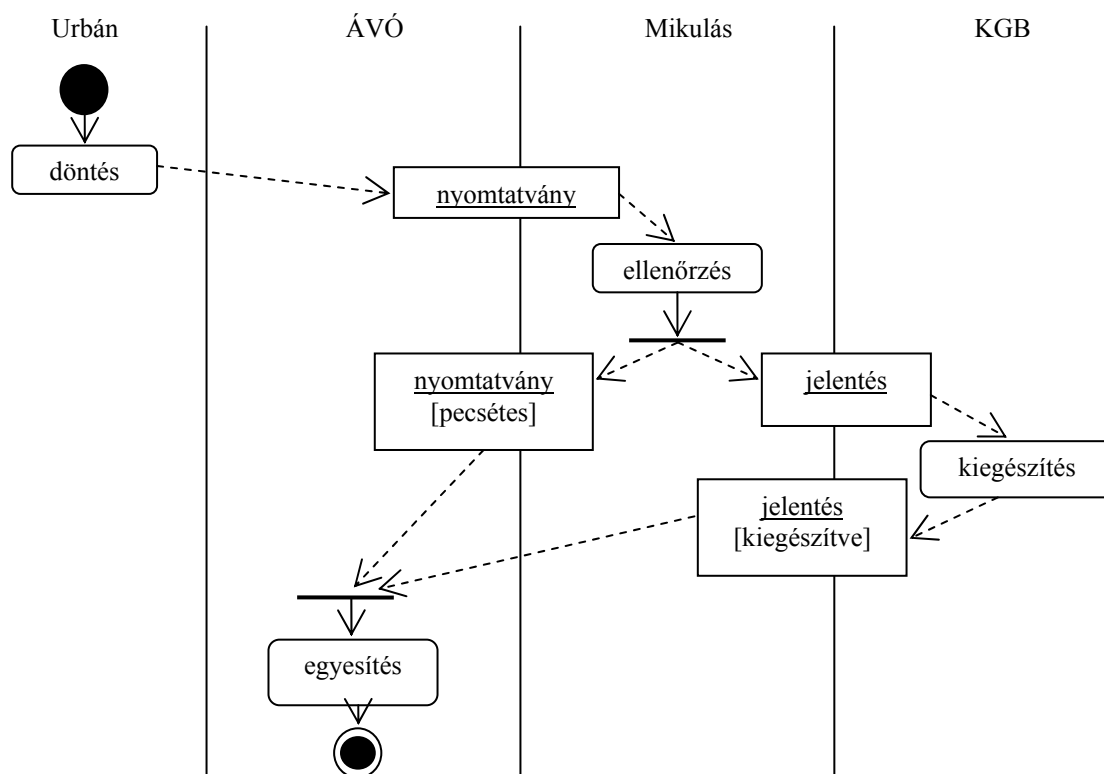 Urbán
ÁVÓ
Mikulás
KGB
döntés
nyomtatvány
ellenőrzés
nyomtatvány
[pecsétes]
jelentés
kiegészítés
jelentés
[kiegészítve]
egyesítés